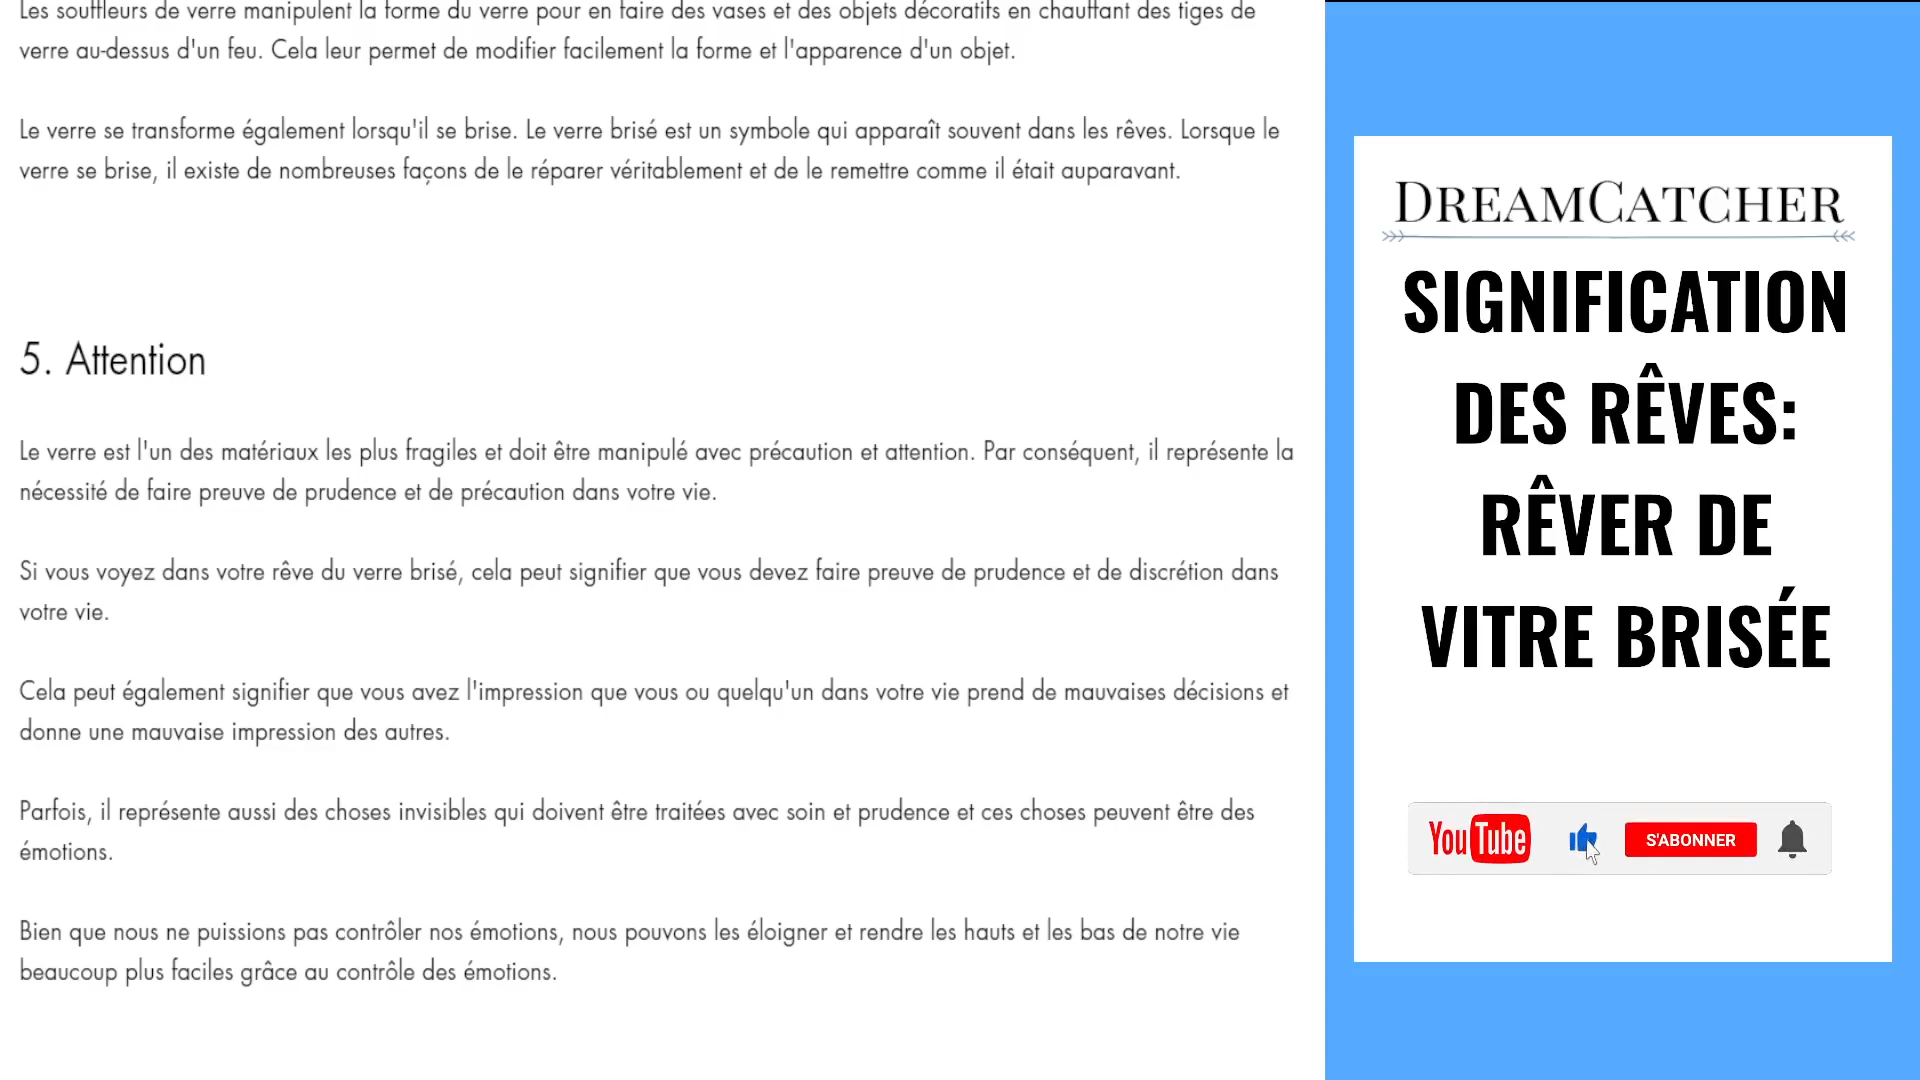 Les souffleurs de verre manipulent la forme du verre pour en faire des vases et des objets décoratifs en chauffant des tiges de
verre au-dessus d'un feu. Cela leur permet de modifier facilement la forme et l'apparence d'un objet.
Le verre se transforme également lorsqu'il se brise. Le verre brisé est un symbole qui apparaît souvent dans les rêves. Lorsque le
verre se brise, il existe de nombreuses façons de le réparer véritablement et de le remettre comme il était auparavant.
5. Attention
Le verre est l'un des matériaux les plus fragiles et doit être manipulé avec précaution et attention. Par conséquent, il représente la
nécessité de faire preuve de prudence et de précaution dans votre vie.
Si vous voyez dans votre rêve du verre brisé, cela peut signifier que vous devez faire preuve de prudence et de discrétion dans
votre vie.
Cela peut également signifier que vous avez l'impression que vous ou quelqu'un dans votre vie prend de mauvaises décisions et
donne une mauvaise impression des autres.
Parfois, il représente aussi des choses invisibles qui doivent être traitées avec soin et prudence et ces choses peuvent être des
émotions.
Bien que nous ne puissions pas contrôler nos émotions, nous pouvons les éloigner et rendre les hauts et les bas de notre vie
beaucoup plus faciles grâce au contrôle des émotions.
DREAMCATCHER
SIGNIFICATION
DES RÊVES:
RÊVER DE
VITRE BRISÉE
YouTube
S'ABONNER